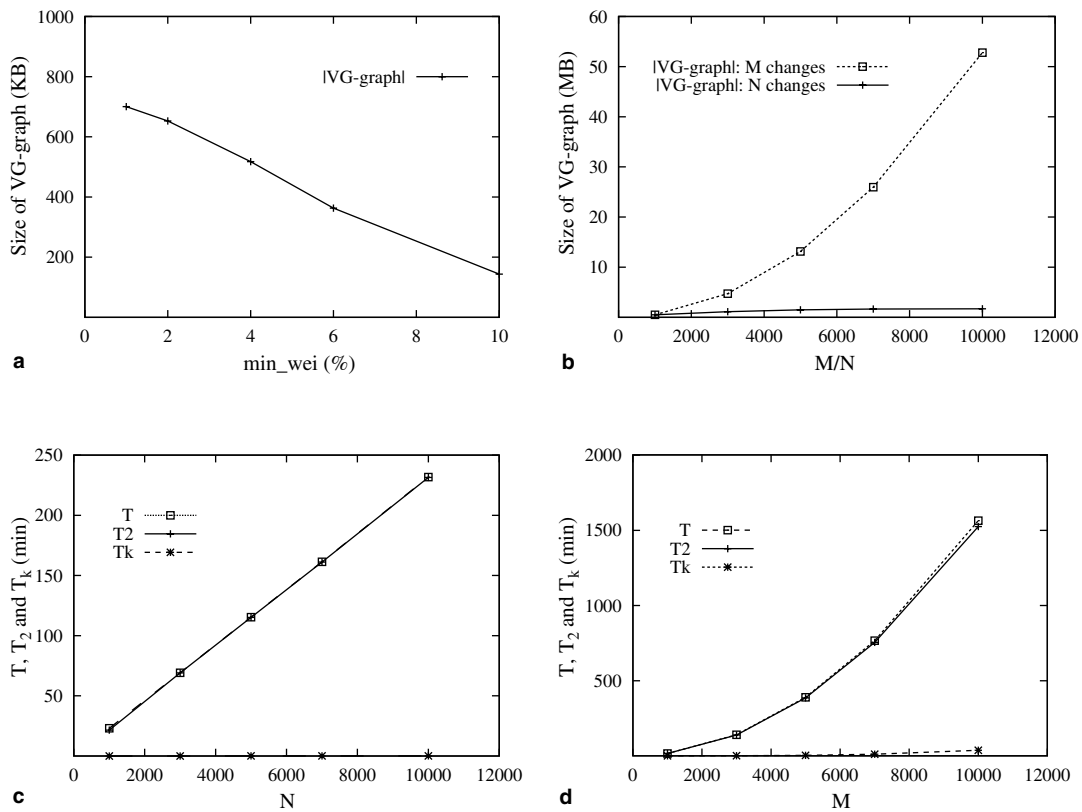 1000
800
600
400
200
0
2
4
6
8
10
Size of VG-graph (KB)
min_wei (%)
|VG-graph|
a
60
50
40
30
20
10
0
2000
4000
6000
8000
10000
12000
Size of VG-graph (MB)
M/N
|VG-graph|: M changes
|VG-graph|: N changes
b
250
200
150
100
50
0
2000
4000
6000
8000
10000
12000
T, T2 and Tk (min)
N
T
T2
Tk
c
2000
1500
1000
500
0
2000
4000
6000
8000
10000
12000
T, T2 and Tk (min)
M
T
T2
Tk
d